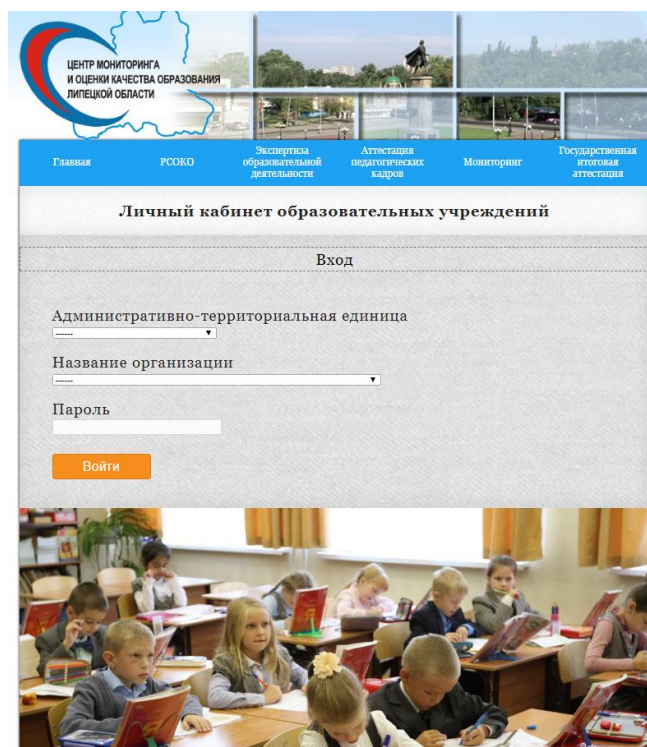 ЦЕНТР МОНИТОРИНГА
И ОЦЕНКИ КАЧЕСТВА ОБРАЗОВАНИЯ
ЛИПЕЦКОЙ ОБЛАСТИ
Главная
РСОКО
Экспертиза
образовательной
деятельности
Аттестация
педагогических
кадров
Мониторинг
Государственная
итоговая
аттестация
Личный кабинет образовательных учреждений
Вход
Административно-территориальная единица
------
Название организации
------
Пароль
Войти